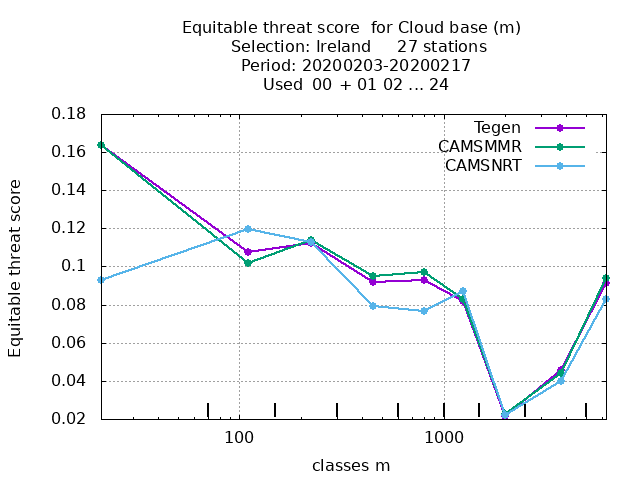 Equitable threat score  for Cloud base (m)
Selection: Ireland     27 stations
Period: 20200203-20200217
Used  00 + 01 02 ... 24
0.18
0.16
0.14
0.12
0.1
0.08
0.06
0.04
0.02
Equitable threat score
Tegen
CAMSMMR
CAMSNRT
100
1000
classes m